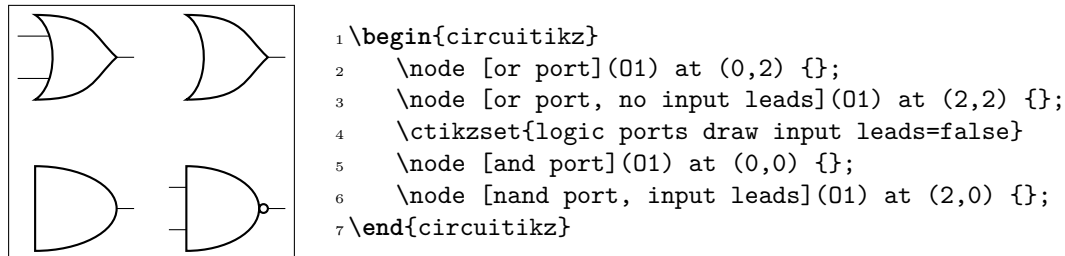 1 \begin{circuitikz}
2     \node [or port](O1) at (0,2) {};
3     \node [or port, no input leads](O1) at (2,2) {};
4     \ctikzset{logic ports draw input leads=false}
5     \node [and port](O1) at (0,0) {};
6     \node [nand port, input leads](O1) at (2,0) {};
7 \end{circuitikz}